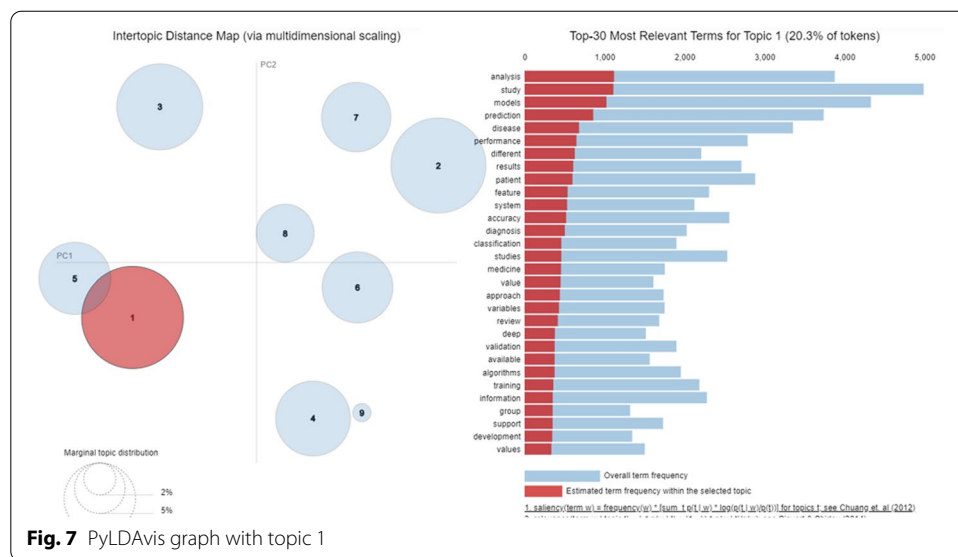 Intertopic Distance Map (via multidimensional scaling)
PC2
PC1
3
7
2
8
5
6
1
4
9
Marginal topic distribution
2%
5%
Top-30 Most Relevant Terms for Topic 1 (20.3% of tokens)
0 1,000 2,000 3,000 4,000 5,000
analysis
study
models
prediction
disease
performance
different
results
patient
feature
system
accuracy
diagnosis
classification
studies
medicine
value
approach
variables
review
deep
validation
available
algorithms
training
information
group
support
development
values
Overall term frequency
Estimated term frequency within the selected topic
1. saliency(term w) = frequency(w) * [sum_t p(t | w) * log(p(t | w)/p(t))] for topics t; see Chuang et. al (2012)
Fig. 7 PyLDAvis graph with topic 1